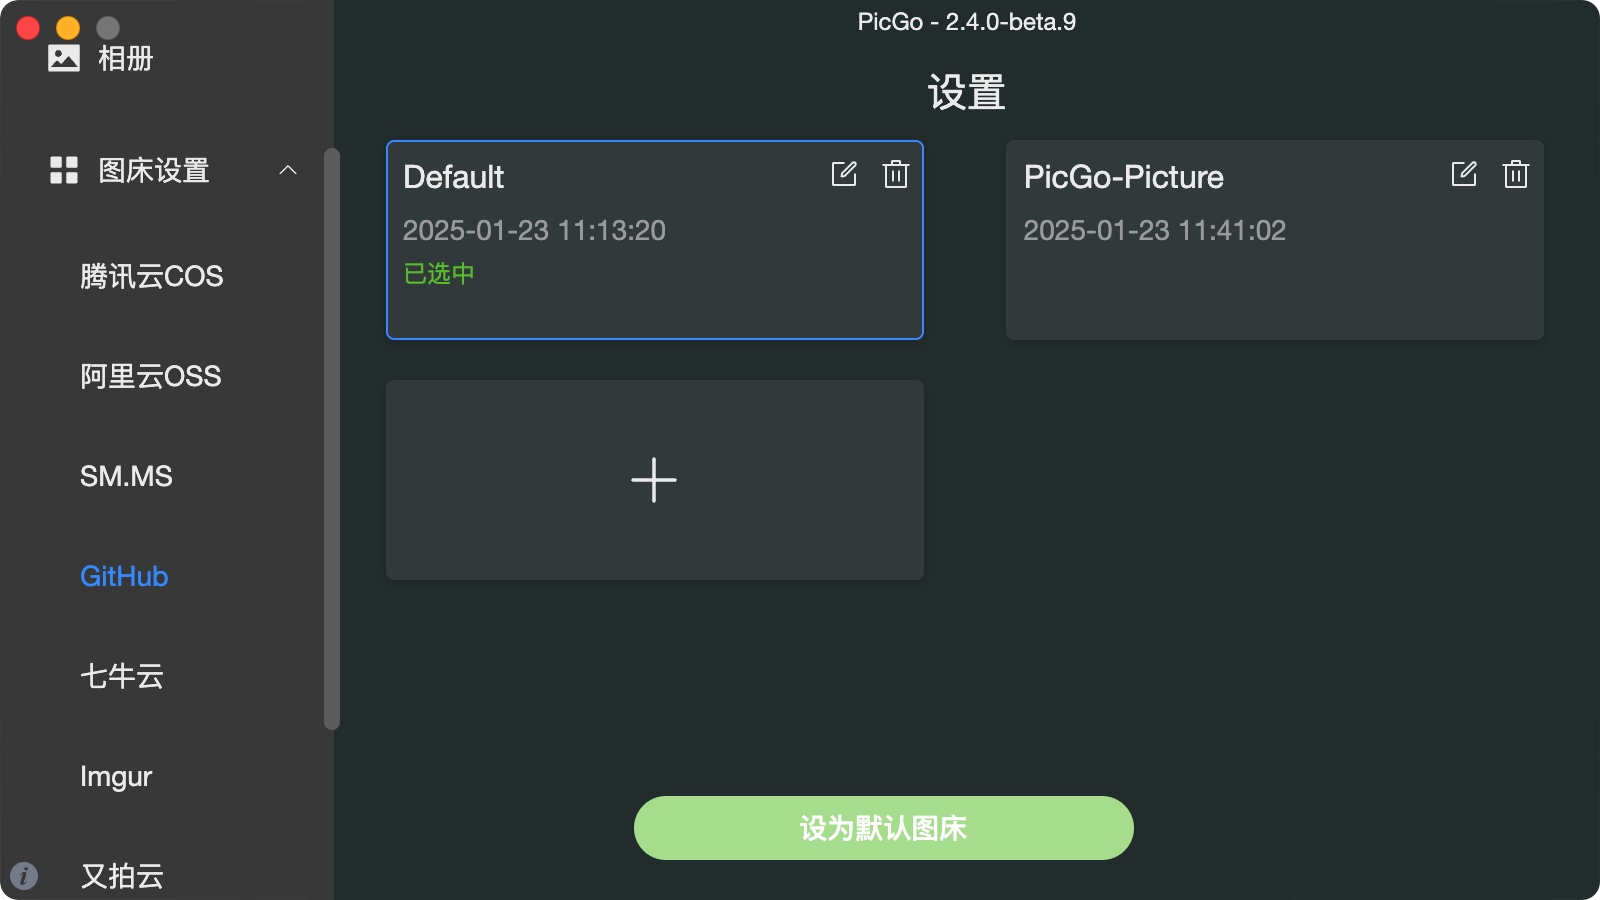 PicGo - 2.4.0-beta.9
相册
图床设置
腾讯云COS
阿里云OSS
SM.MS
GitHub
七牛云
Imgur
又拍云
设置
Default
2025-01-23 11:13:20
已选中
PicGo-Picture
2025-01-23 11:41:02
设为默认图床